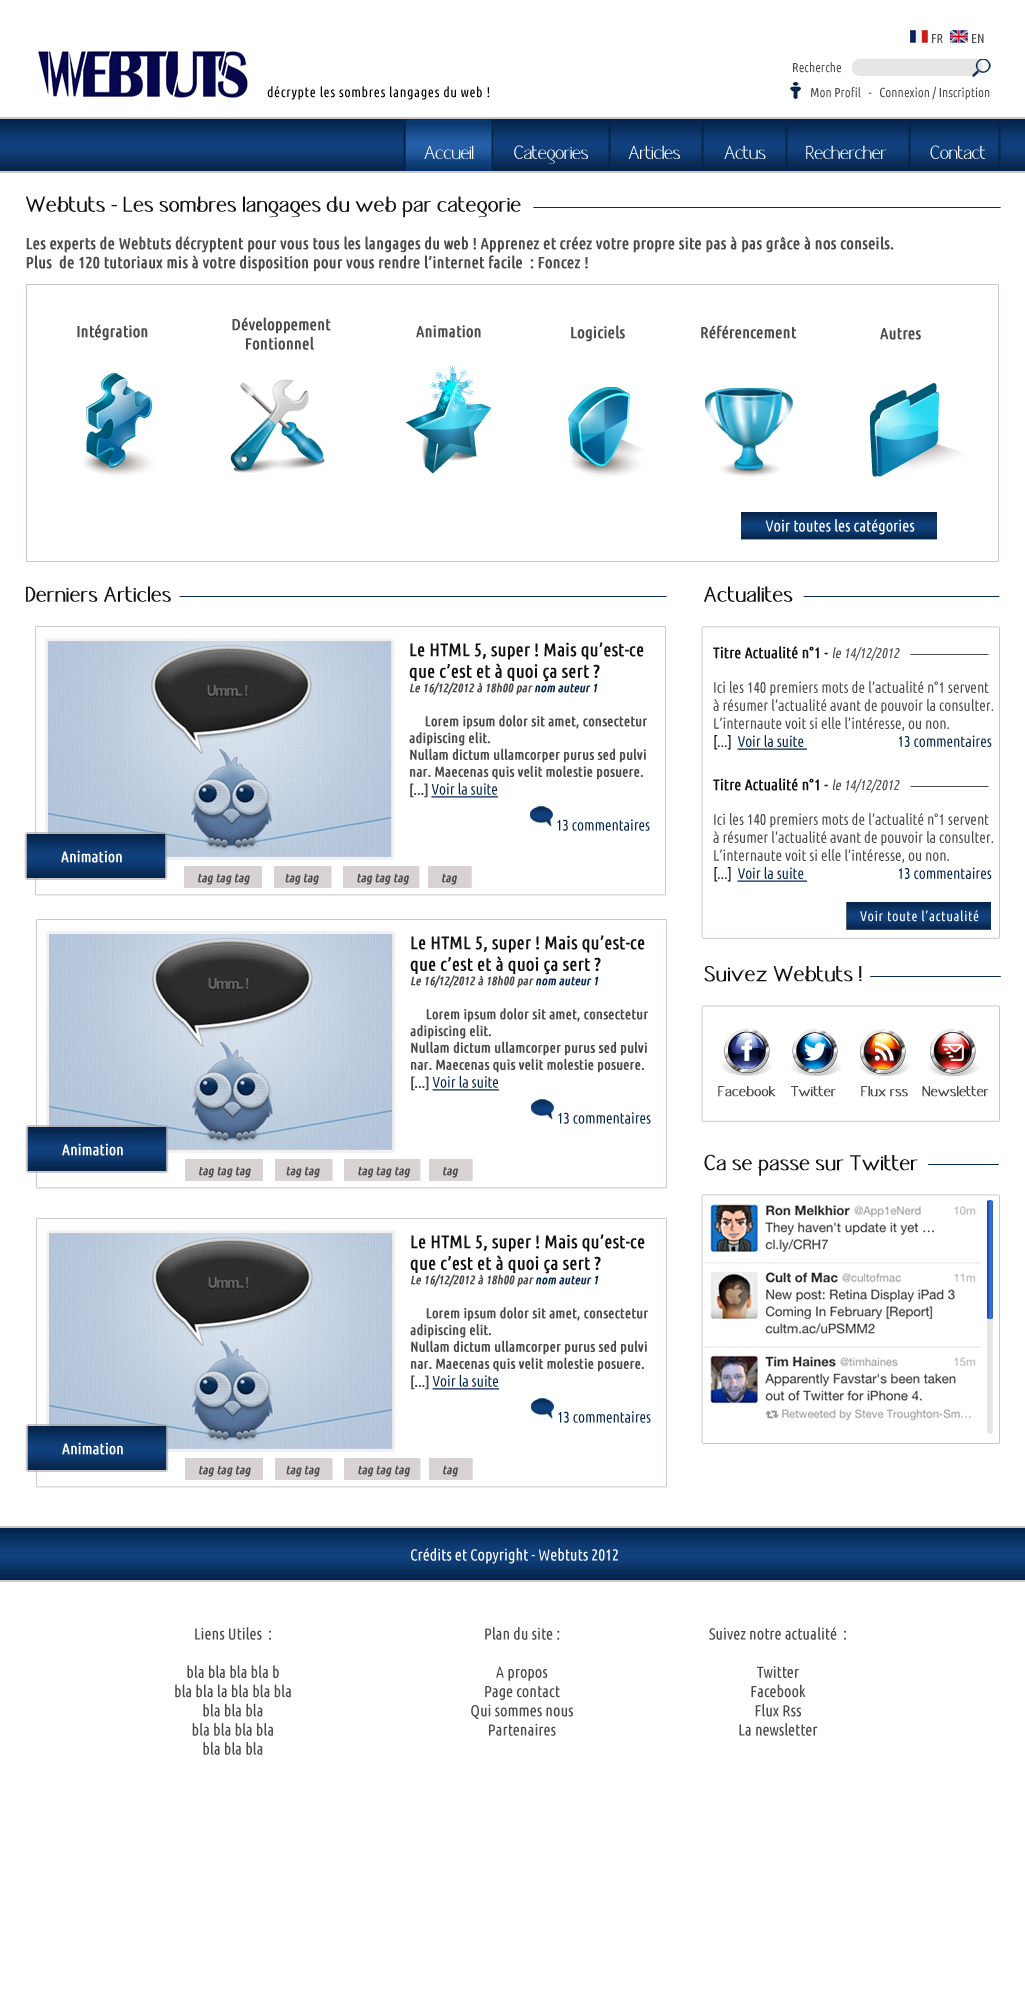 FR EN
WEBTUTS
décrypte les sombres langages du web !
Recherche
Mon Profil - Connexion / Inscription
Accueil Categories Articles Actus Rechercher Contact
Webtuts - Les sombres langages du web par categorie
Les experts de Webtuts décryptent pour vous tous les langages du web ! Apprenez et créez votre propre site pas à pas grâce à nos conseils.
Plus de 120 tutoriaux mis à votre disposition pour vous rendre l'internet facile : Foncez !
Intégration
Développement
Fontionnel
Animation
Logiciels
Référencement
Autres
Voir toutes les catégories
Derniers Articles
Umm.. !
Le HTML 5, super ! Mais qu'est-ce
que c'est et à quoi ça sert ?
Le 16/12/2012 à 18h00 par nom auteur 1
Lorem ipsum dolor sit amet, consectetur
adipiscing elit.
Nullam dictum ullamcorper purus sed pulvi
nar. Maecenas quis velit molestie posuere.
[...] Voir la suite
13 commentaires
Animation
tag tag tag tag tag tag tag tag tag
Umm.. !
Le HTML 5, super ! Mais qu'est-ce
que c'est et à quoi ça sert ?
Le 16/12/2012 à 18h00 par nom auteur 1
Lorem ipsum dolor sit amet, consectetur
adipiscing elit.
Nullam dictum ullamcorper purus sed pulvi
nar. Maecenas quis velit molestie posuere.
[...] Voir la suite
13 commentaires
Animation
tag tag tag tag tag tag tag tag tag
Umm.. !
Le HTML 5, super ! Mais qu'est-ce
que c'est et à quoi ça sert ?
Le 16/12/2012 à 18h00 par nom auteur 1
Lorem ipsum dolor sit amet, consectetur
adipiscing elit.
Nullam dictum ullamcorper purus sed pulvi
nar. Maecenas quis velit molestie posuere.
[...] Voir la suite
13 commentaires
Animation
tag tag tag tag tag tag tag tag tag
Actualites
Titre Actualité n°1 - le 14/12/2012
Ici les 140 premiers mots de l'actualité n°1 servent
à résumer l'actualité avant de pouvoir la consulter.
L'internaute voit si elle l'intéresse, ou non.
[...] Voir la suite 13 commentaires
Titre Actualité n°1 - le 14/12/2012
Ici les 140 premiers mots de l'actualité n°1 servent
à résumer l'actualité avant de pouvoir la consulter.
L'internaute voit si elle l'intéresse, ou non.
[...] Voir la suite 13 commentaires
Voir toute l'actualité
Suivez Webtuts !
Facebook Twitter Flux rss Newsletter
Ca se passe sur Twitter
Ron Melkhior @App1eNerd 10m
They haven't update it yet ...
cl.ly/CRH7
Cult of Mac @cultofmac 11m
New post: Retina Display iPad 3
Coming In February [Report]
cultm.ac/uPSMM2
Tim Haines @timhaines 15m
Apparently Favstar's been taken
out of Twitter for iPhone 4.
Retweeted by Steve Troughton-Sm...
Crédits et Copyright - Webtuts 2012
Liens Utiles :
bla bla bla bla b
bla bla la bla bla bla
bla bla bla
bla bla bla bla
bla bla bla
Plan du site :
A propos
Page contact
Qui sommes nous
Partenaires
Suivez notre actualité :
Twitter
Facebook
Flux Rss
La newsletter